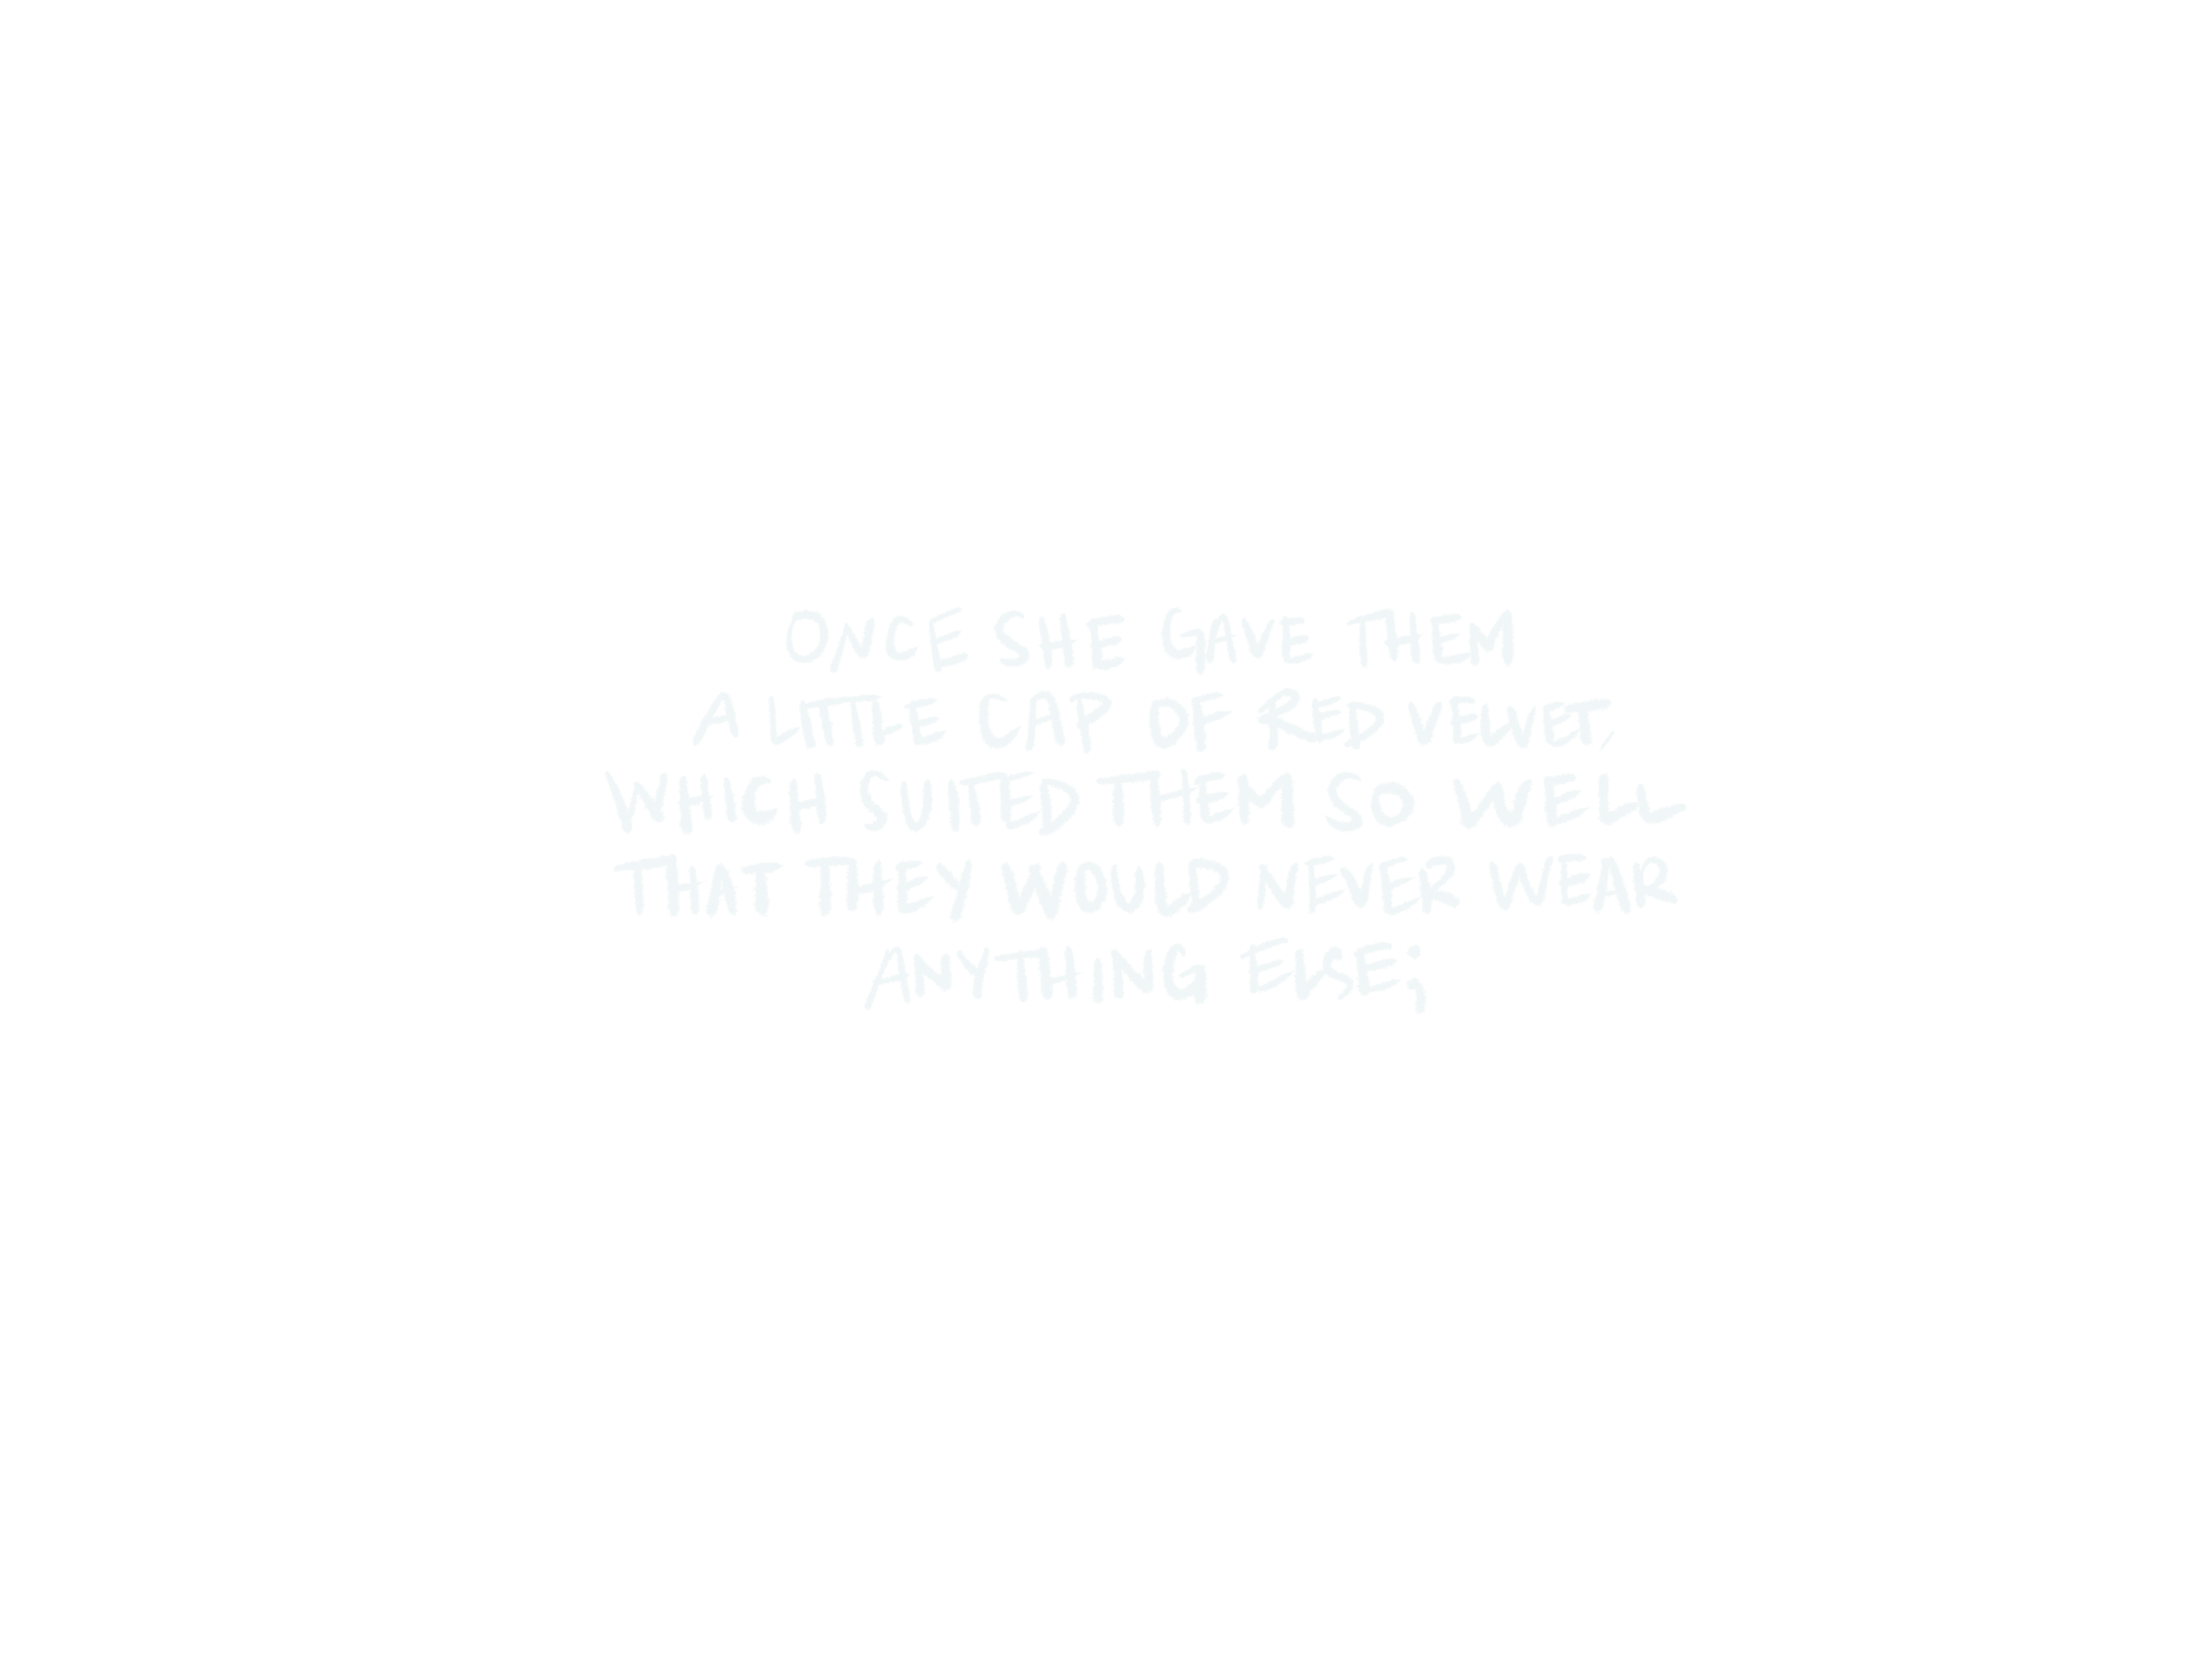 ONCE SHE GAVE THEM
A LITTLE CAP OF RED VELVET,
WHICH SUITED THEM SO WELL
THAT THEY WOULD NEVER WEAR
ANYTHING ELSE;